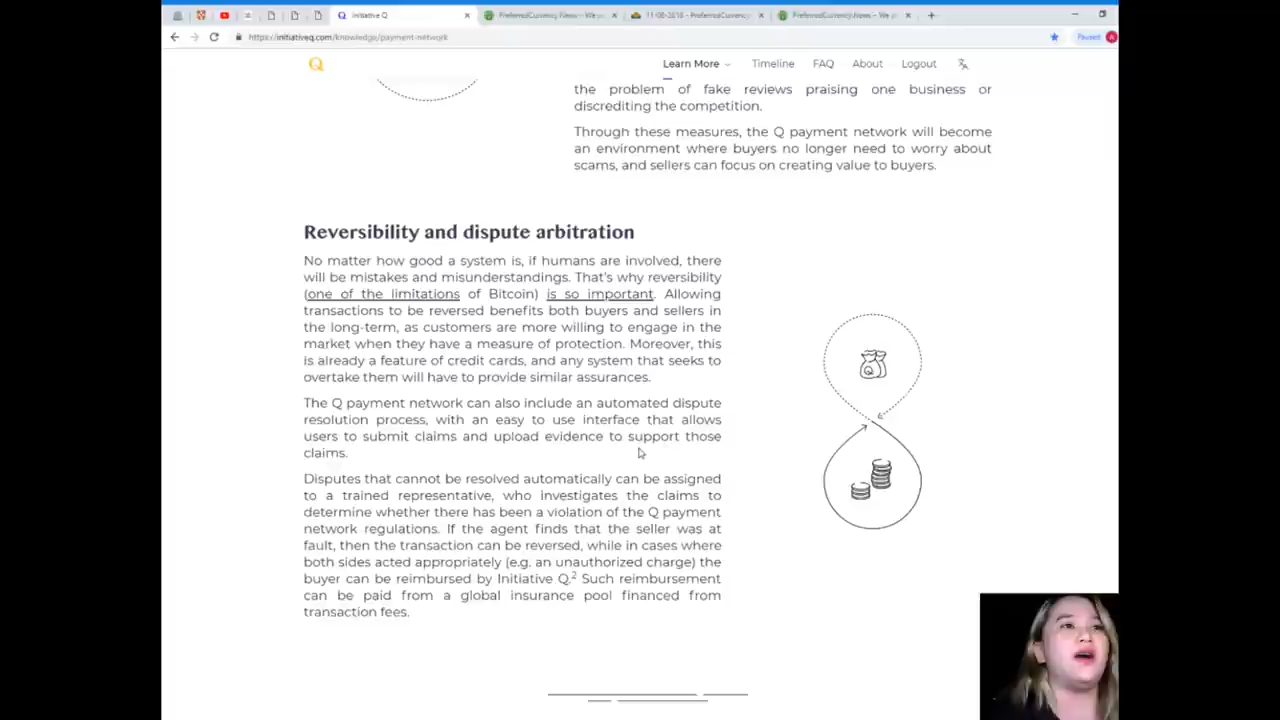 Initiative Q
PreferredCurrency.News - We p
11-08-2018 - PreferredCurrency
PreferredCurrency.News - We p
https://initiativeq.com/knowledge/payment-network
Paused
A
Q
Learn More
Timeline
FAQ
About
Logout
the problem of fake reviews praising one business or
discrediting the competition.
Through these measures, the Q payment network will become
an environment where buyers no longer need to worry about
scams, and sellers can focus on creating value to buyers.
Reversibility and dispute arbitration
No matter how good a system is, if humans are involved, there
will be mistakes and misunderstandings. That's why reversibility
(one of the limitations of Bitcoin) is so important. Allowing
transactions to be reversed benefits both buyers and sellers in
the long-term, as customers are more willing to engage in the
market when they have a measure of protection. Moreover, this
is already a feature of credit cards, and any system that seeks to
overtake them will have to provide similar assurances.
The Q payment network can also include an automated dispute
resolution process, with an easy to use interface that allows
users to submit claims and upload evidence to support those
claims.
Disputes that cannot be resolved automatically can be assigned
to a trained representative, who investigates the claims to
determine whether there has been a violation of the Q payment
network regulations. If the agent finds that the seller was at
fault, then the transaction can be reversed, while in cases where
both sides acted appropriately (e.g. an unauthorized charge) the
buyer can be reimbursed by Initiative Q.² Such reimbursement
can be paid from a global insurance pool financed from
transaction fees.
Q